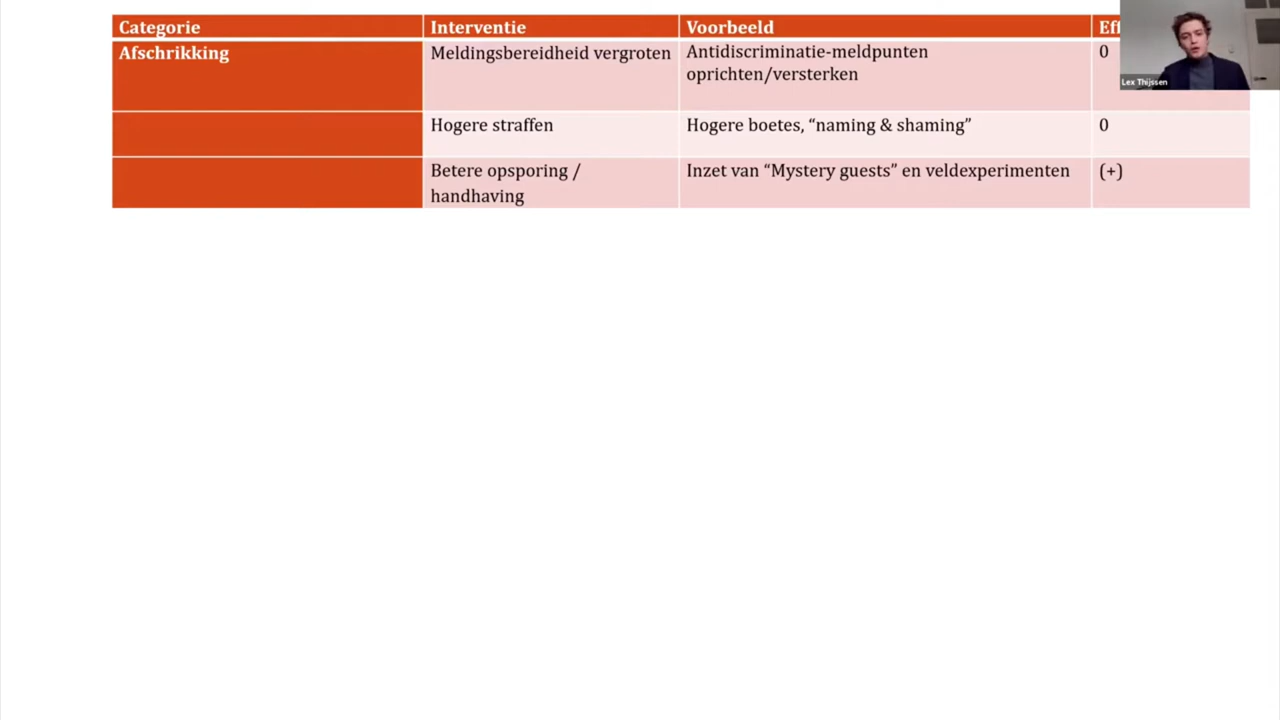 Categorie Interventie Voorbeeld Eff
Afschrikking Meldingsbereidheid vergroten Antidiscriminatie-meldpunten 0
oprichten/versterken
Hogere straffen Hogere boetes, “naming & shaming” 0
Betere opsporing / Inzet van “Mystery guests” en veldexperimenten (+)
handhaving
Lex Thijssen